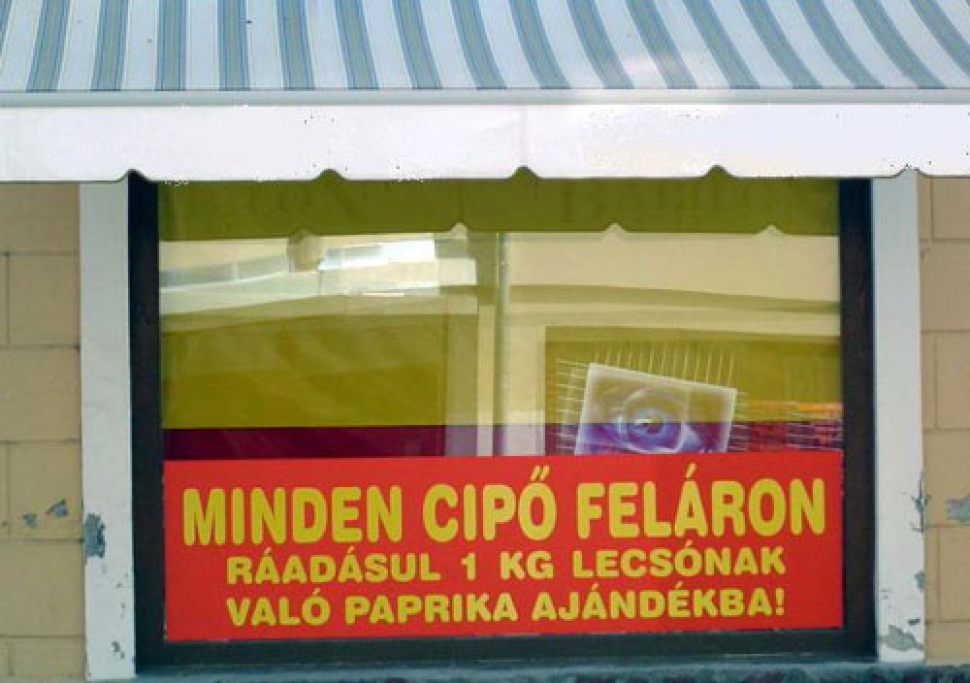 MINDEN CIPŐ FELÁRON
RÁADÁSUL 1 KG LECSÓNAK
VALÓ PAPRIKA AJÁNDÉKBA!